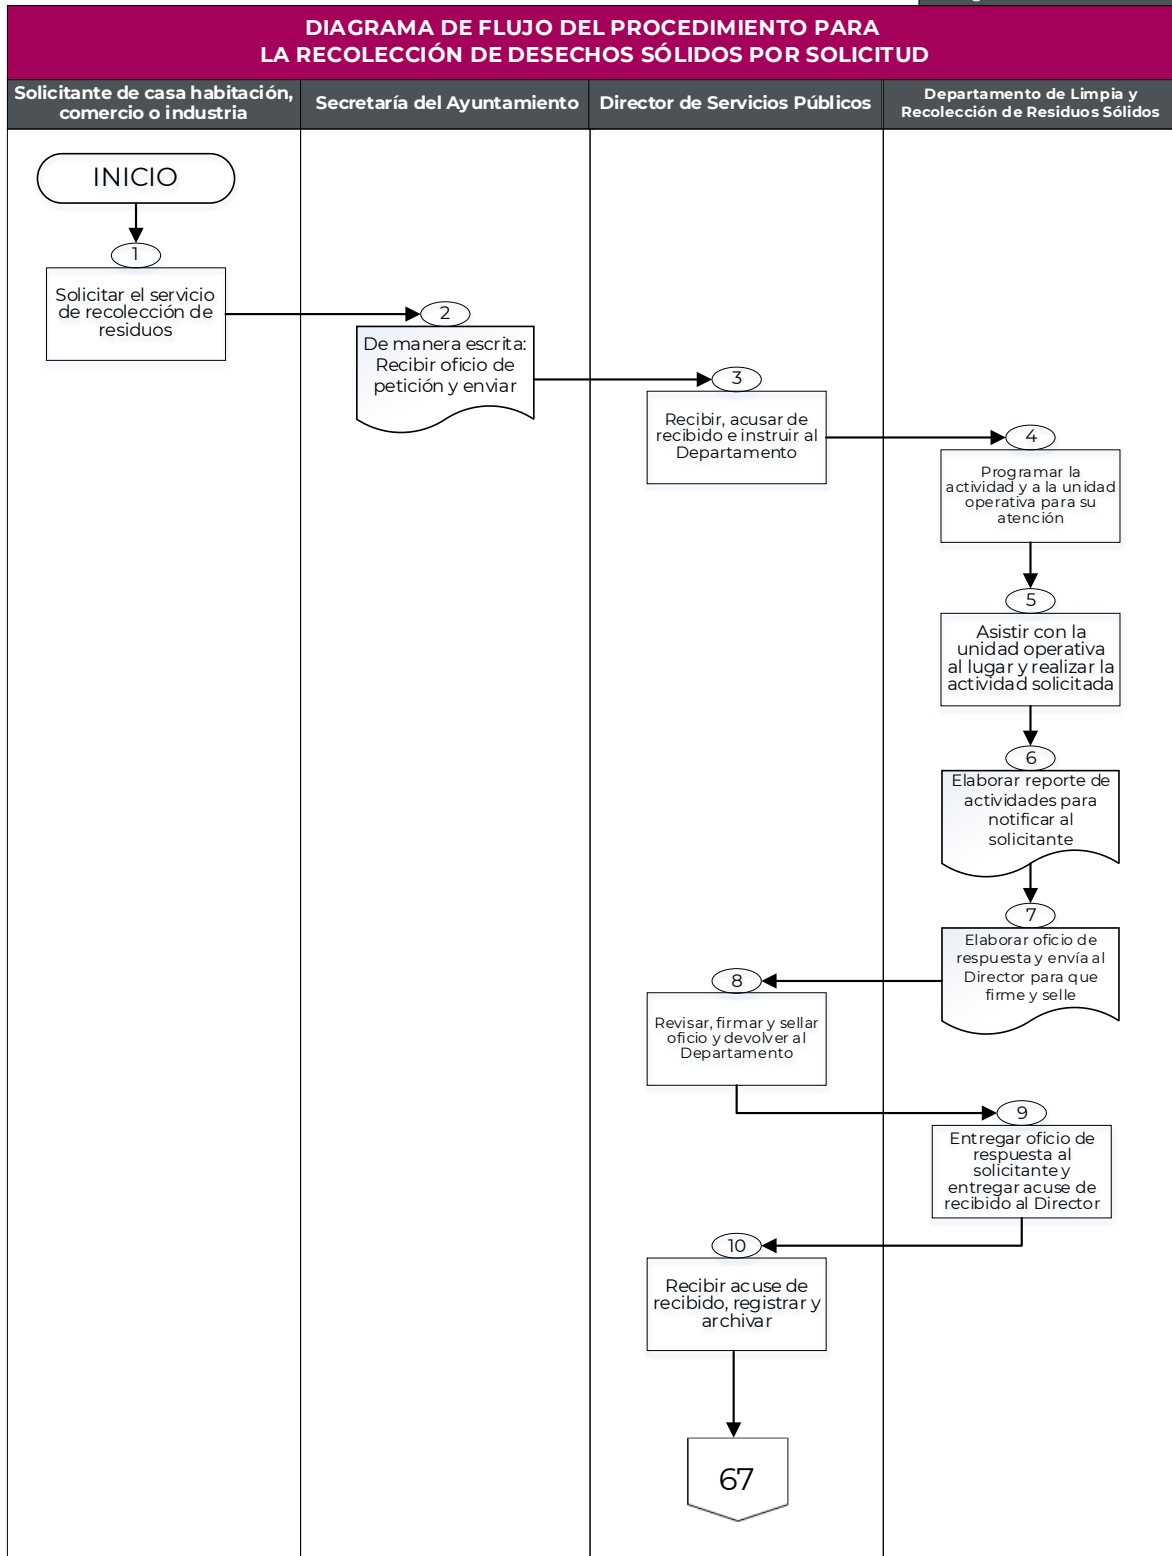 DIAGRAMA DE FLUJO DEL PROCEDIMIENTO PARA
LA RECOLECCIÓN DE DESECHOS SÓLIDOS POR SOLICITUD
Solicitante de casa habitación,
comercio o industria
Secretaría del Ayuntamiento
Director de Servicios Públicos
Departamento de Limpia y
Recolección de Residuos Sólidos
INICIO
1
Solicitar el servicio
de recolección de
residuos
2
De manera escrita:
Recibir oficio de
petición y enviar
3
Recibir, acusar de
recibido e instruir al
Departamento
4
Programar la
actividad y a la unidad
operativa para su
atención
5
Asistir con la
unidad operativa
al lugar y realizar la
actividad solicitada
6
Elaborar reporte de
actividades para
notificar al
solicitante
7
Elaborar oficio de
respuesta y envía al
Director para que
firme y selle
8
Revisar, firmar y sellar
oficio y devolver al
Departamento
9
Entregar oficio de
respuesta al
solicitante y
entregar acuse de
recibido al Director
10
Recibir acuse de
recibido, registrar y
archivar
67